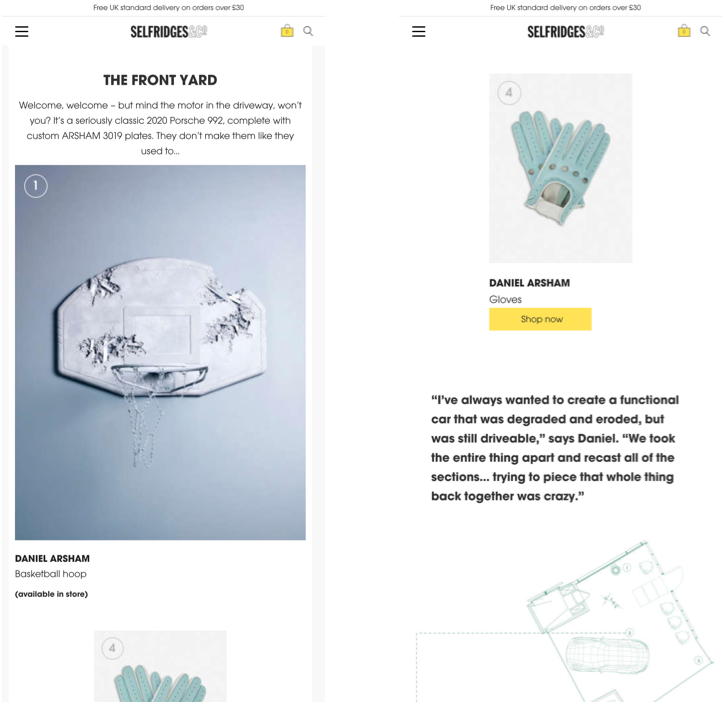 Free UK standard delivery on orders over £30
SELFRIDGES&CO
0
THE FRONT YARD
Welcome, welcome – but mind the motor in the driveway, won’t
you? It’s a seriously classic 2020 Porsche 992, complete with
custom ARSHAM 3019 plates. They don’t make them like they
used to...
1
DANIEL ARSHAM
Basketball hoop
(available in store)
4
Free UK standard delivery on orders over £30
SELFRIDGES&CO
0
4
DANIEL ARSHAM
Gloves
Shop now
“I’ve always wanted to create a functional
car that was degraded and eroded, but
was still driveable,” says Daniel. “We took
the entire thing apart and recast all of the
sections... trying to piece that whole thing
back together was crazy.”